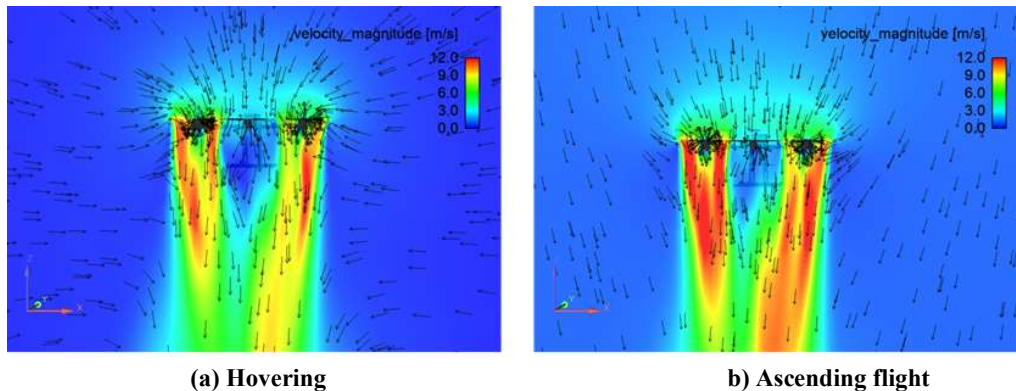 velocity_magnitude [m/s]
12.0
9.0
6.0
3.0
0.0
Z
Y
X
velocity_magnitude [m/s]
12.0
9.0
6.0
3.0
0.0
Y
X
(a) Hovering
b) Ascending flight